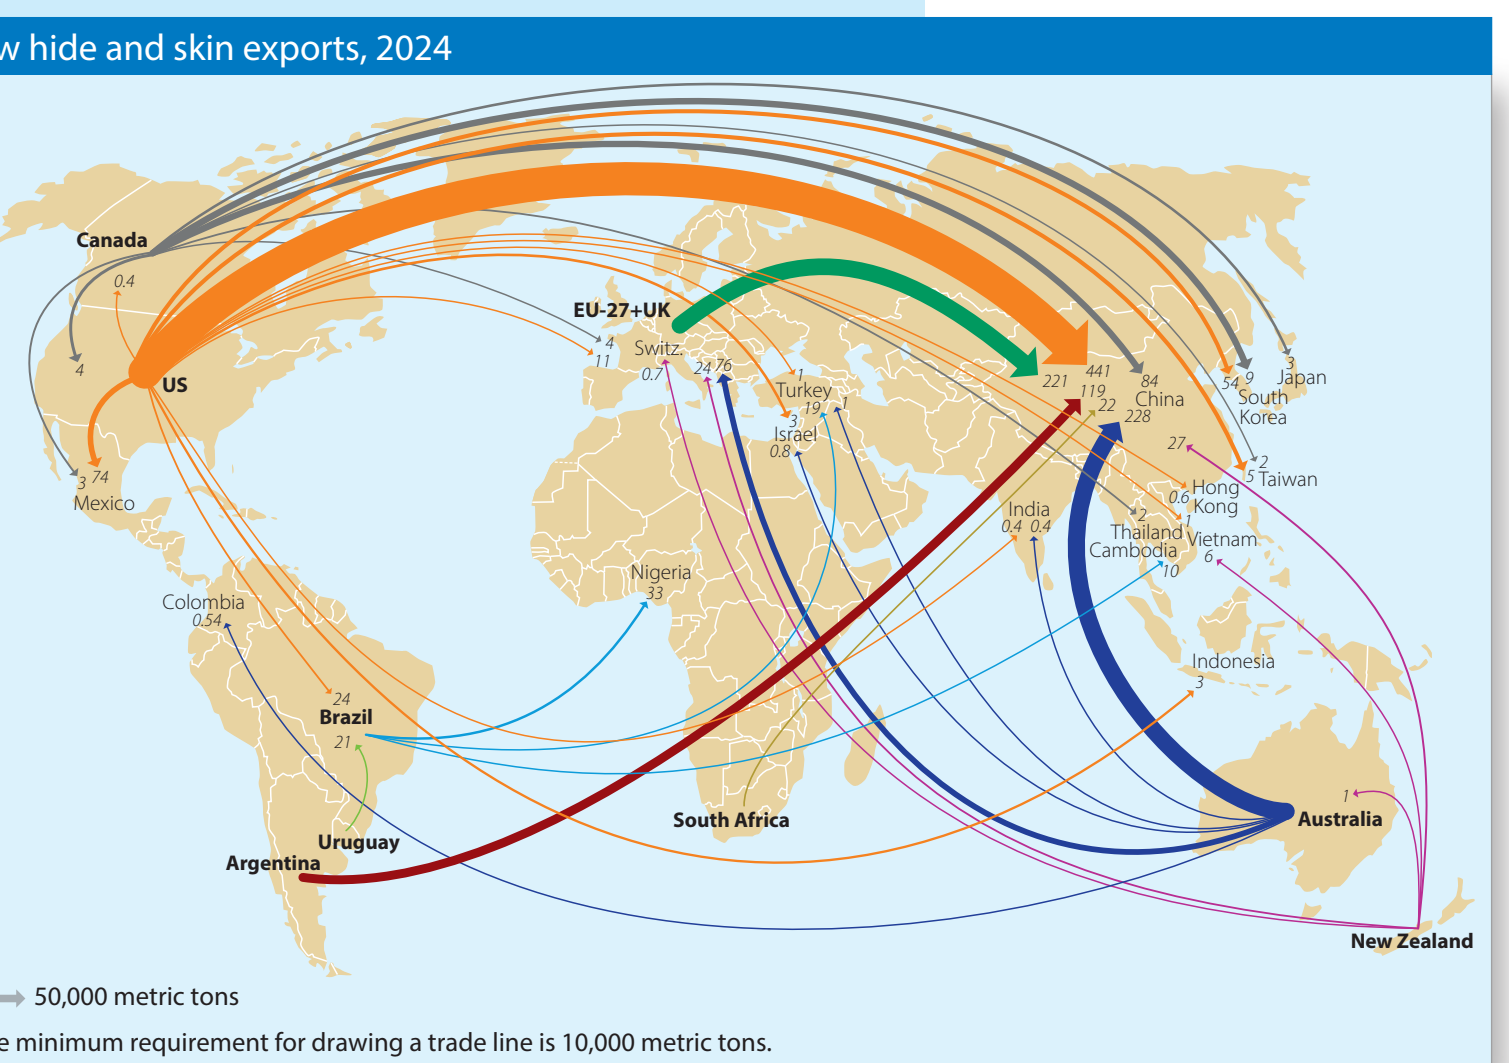 w hide and skin exports, 2024
Canada
0.4
4
US
3 74
Mexico
EU-27+UK
4
11
Switz.
0.7
24 76
1
Turkey
19 1
3
Israel
0.8
221
441
119
22
228
84
China
54 9
South
Korea
3
Japan
27
2
5 Taiwan
0.6 Hong
Kong
1
2
Thailand
Cambodia
10
Vietnam
6
India
0.4 0.4
Nigeria
33
Colombia
0.54
24
Brazil
21
Uruguay
Argentina
South Africa
Indonesia
3
1
Australia
New Zealand
50,000 metric tons
e minimum requirement for drawing a trade line is 10,000 metric tons.